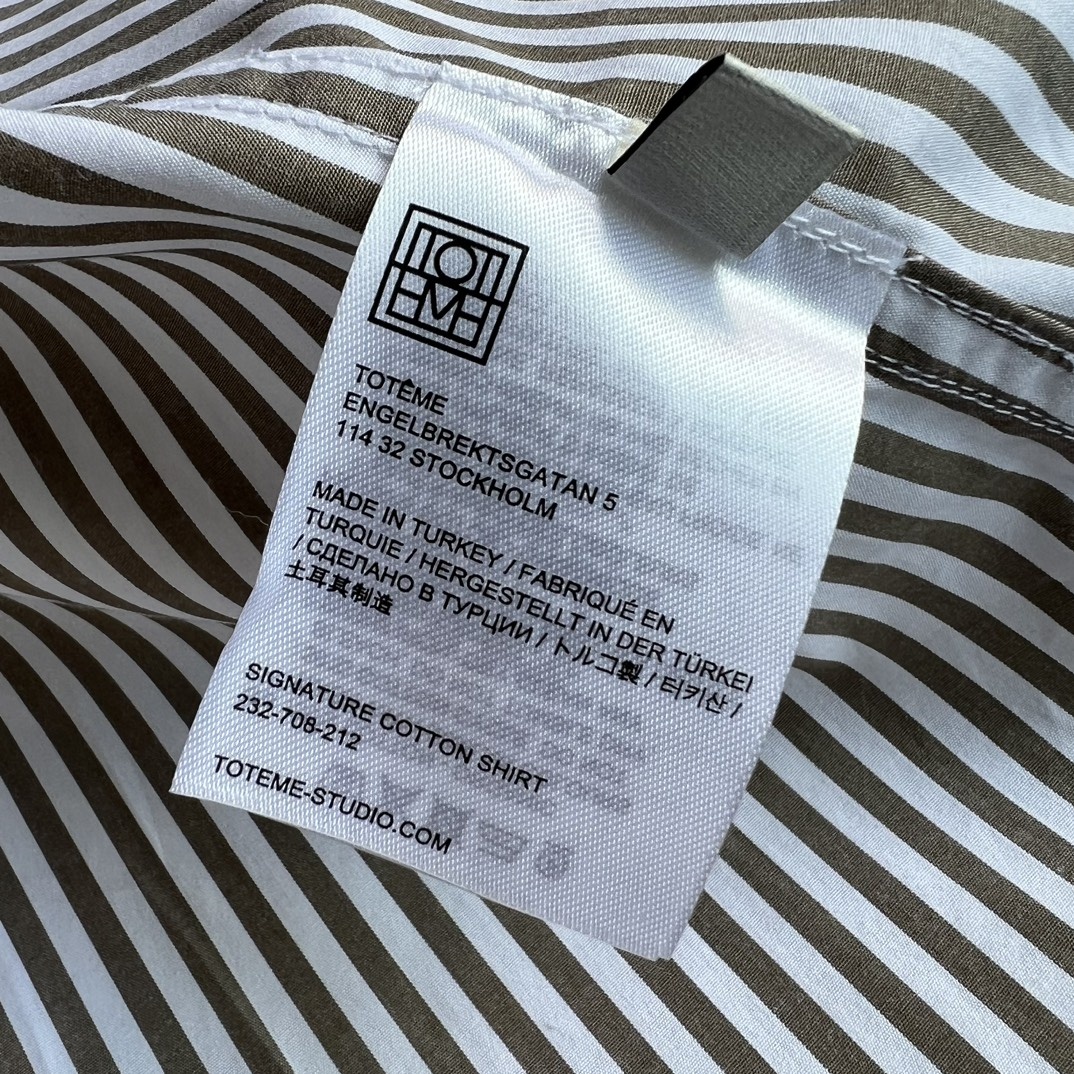 TOTÊME
TOTÊME
ENGELBREKTSGATAN 5
114 32 STOCKHOLM
MADE IN TURKEY / FABRIQUÉ EN
TURQUIE / HERGESTELLT IN DER TÜRKEI
/ СДЕЛАНО В ТУРЦИИ / トルコ製 / 터키산 /
土耳其制造
SIGNATURE COTTON SHIRT
232-708-212
TOTEME-STUDIO.COM